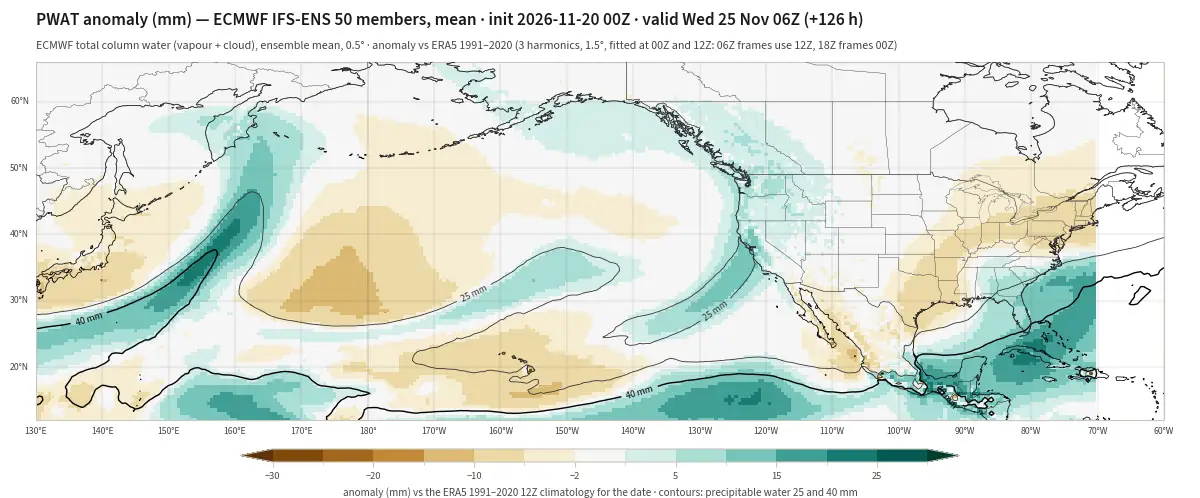 PWAT anomaly (mm) — ECMWF IFS-ENS 50 members, mean · init 2026-11-20 00Z · valid Wed 25 Nov 06Z (+126 h)
ECMWF total column water (vapour + cloud), ensemble mean, 0.5° · anomaly vs ERA5 1991–2020 (3 harmonics, 1.5°, fitted at 00Z and 12Z: 06Z frames use 12Z, 18Z frames 00Z)
60°N
50°N
40°N
30°N
20°N
25 mm
25 mm
40 mm
40 mm
130°E 140°E 150°E 160°E 170°E 180° 170°W 160°W 150°W 140°W 130°W 120°W 110°W 100°W 90°W 80°W 70°W 60°W
−30 −20 −10 −2 5 15 25
anomaly (mm) vs the ERA5 1991–2020 12Z climatology for the date · contours: precipitable water 25 and 40 mm